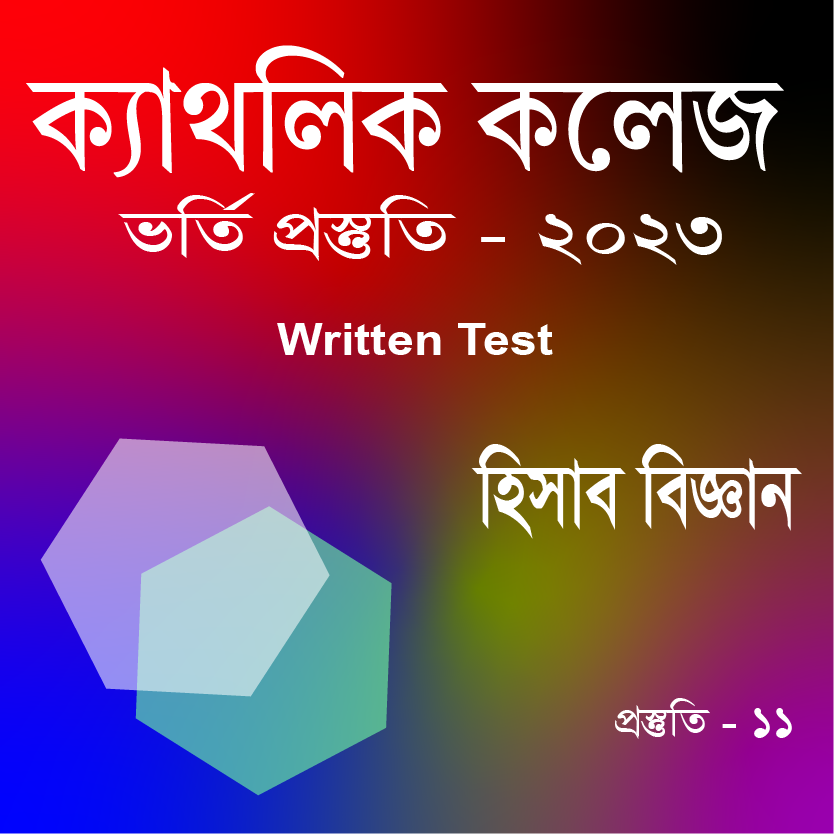 ক্যাথলিক কলেজ
ভর্তি প্রস্তুতি - ২০২৩
Written Test
হিসাব বিজ্ঞান
প্রস্তুতি - ১১